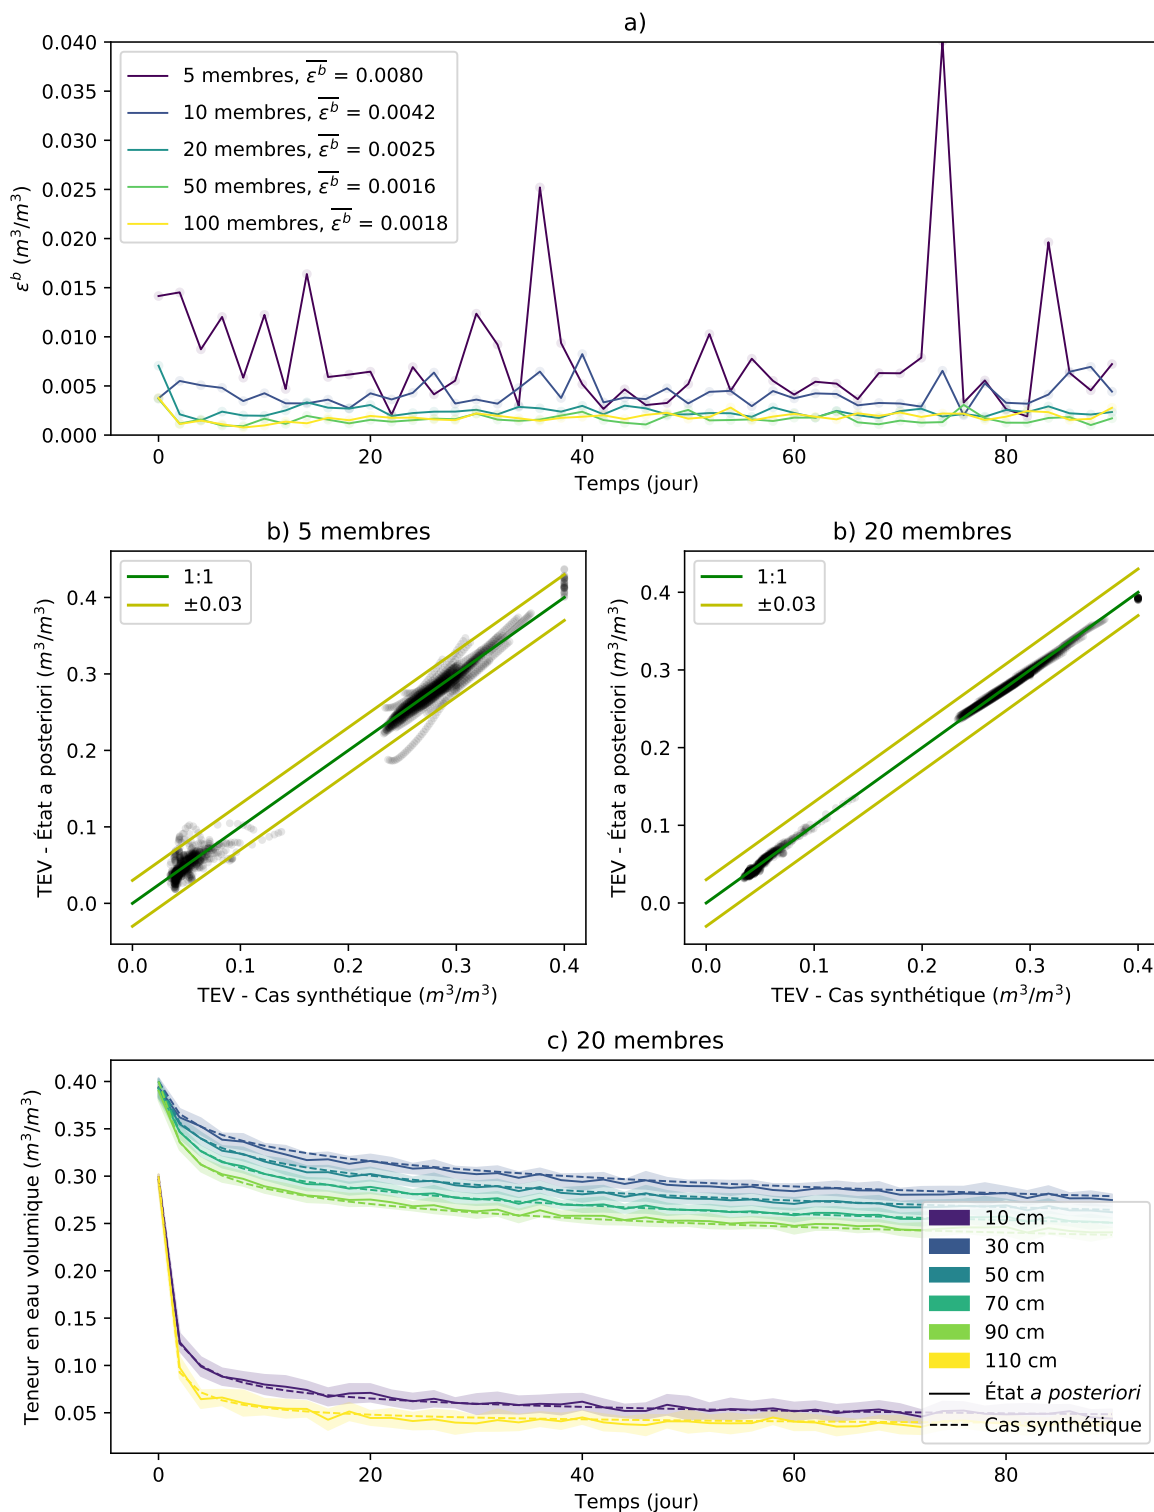 a)
0.040
0.035
0.030
0.025
0.020
0.015
0.010
0.005
0.000
ε^b (m³/m³)
5 membres, ε^b = 0.0080
10 membres, ε^b = 0.0042
20 membres, ε^b = 0.0025
50 membres, ε^b = 0.0016
100 membres, ε^b = 0.0018
0 20 40 60 80
Temps (jour)
b) 5 membres
1:1
±0.03
0.4
0.3
0.2
0.1
0.0
TEV - État a posteriori (m³/m³)
0.0 0.1 0.2 0.3 0.4
TEV - Cas synthétique (m³/m³)
b) 20 membres
1:1
±0.03
0.4
0.3
0.2
0.1
0.0
TEV - État a posteriori (m³/m³)
0.0 0.1 0.2 0.3 0.4
TEV - Cas synthétique (m³/m³)
c) 20 membres
0.40
0.35
0.30
0.25
0.20
0.15
0.10
0.05
Teneur en eau volumique (m³/m³)
10 cm
30 cm
50 cm
70 cm
90 cm
110 cm
État a posteriori
Cas synthétique
0 20 40 60 80
Temps (jour)